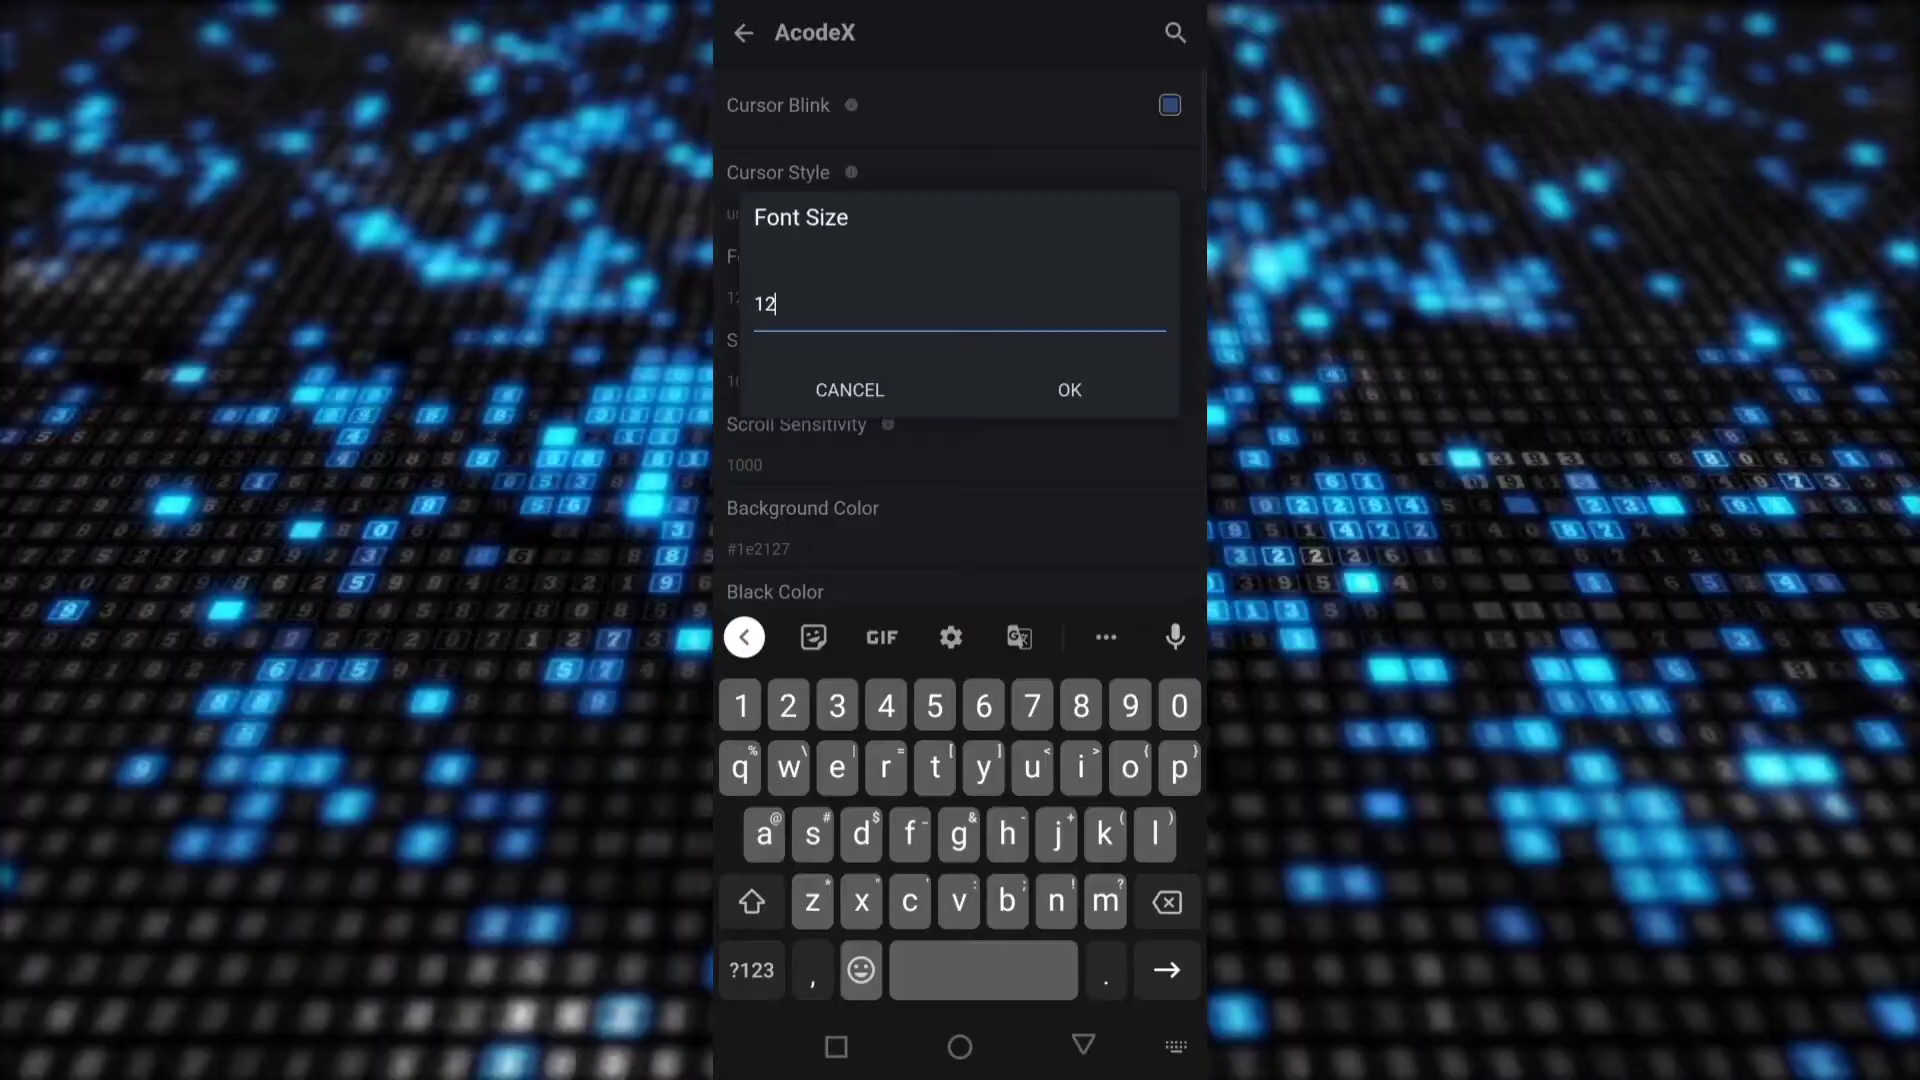 AcodeX
Cursor Blink
Cursor Style
Font Size
12
CANCEL
OK
Scroll Sensitivity
1000
Background Color
#1e2127
Black Color
GIF
1 2 3 4 5 6 7 8 9 0
q w e r t y u i o p
a s d f g h j k l
z x c v b n m
?123 , .